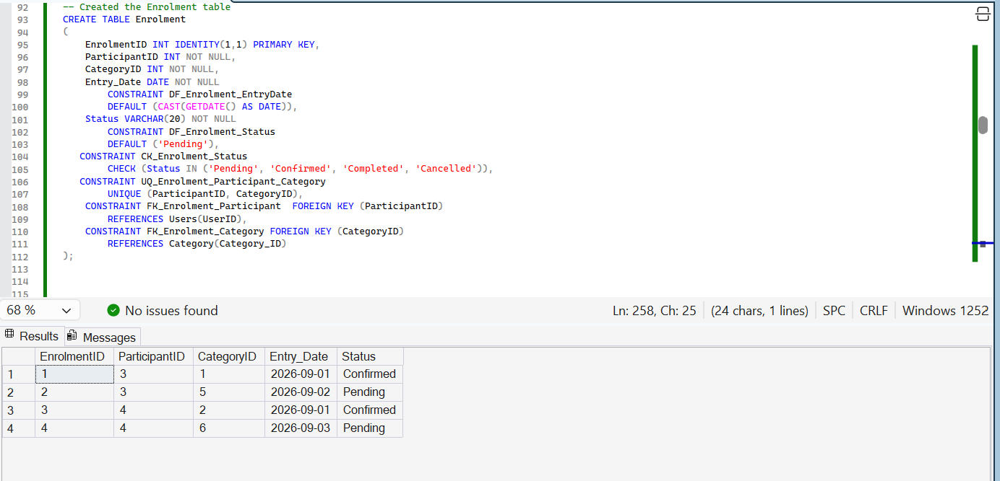 92 -- Created the Enrolment table
93 CREATE TABLE Enrolment
94 (
95 EnrolmentID INT IDENTITY(1,1) PRIMARY KEY,
96 ParticipantID INT NOT NULL,
97 CategoryID INT NOT NULL,
98 Entry_Date DATE NOT NULL
99 CONSTRAINT DF_Enrolment_EntryDate
100 DEFAULT (CAST(GETDATE() AS DATE)),
101 Status VARCHAR(20) NOT NULL
102 CONSTRAINT DF_Enrolment_Status
103 DEFAULT ('Pending'),
104 CONSTRAINT CK_Enrolment_Status
105 CHECK (Status IN ('Pending', 'Confirmed', 'Completed', 'Cancelled')),
106 CONSTRAINT UQ_Enrolment_Participant_Category
107 UNIQUE (ParticipantID, CategoryID),
108 CONSTRAINT FK_Enrolment_Participant  FOREIGN KEY (ParticipantID)
109 REFERENCES Users(UserID),
110 CONSTRAINT FK_Enrolment_Category FOREIGN KEY (CategoryID)
111 REFERENCES Category(Category_ID)
112 );
113
114
115
68 % No issues found Ln: 258, Ch: 25 (24 chars, 1 lines) SPC CRLF Windows 1252
Results Messages
EnrolmentID ParticipantID CategoryID Entry_Date Status
1 1 3 1 2026-09-01 Confirmed
2 2 3 5 2026-09-02 Pending
3 3 4 2 2026-09-01 Confirmed
4 4 4 6 2026-09-03 Pending